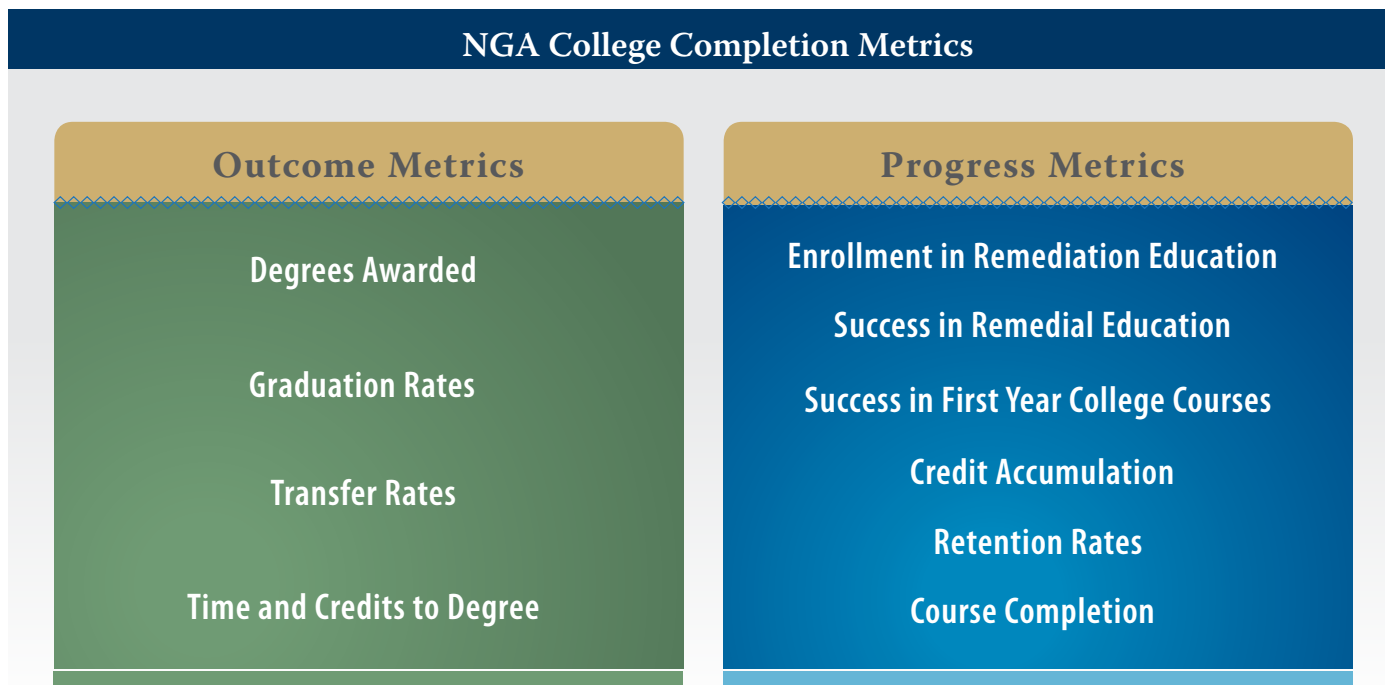 NGA College Completion Metrics
Outcome Metrics
Degrees Awarded
Graduation Rates
Transfer Rates
Time and Credits to Degree
Progress Metrics
Enrollment in Remediation Education
Success in Remedial Education
Success in First Year College Courses
Credit Accumulation
Retention Rates
Course Completion